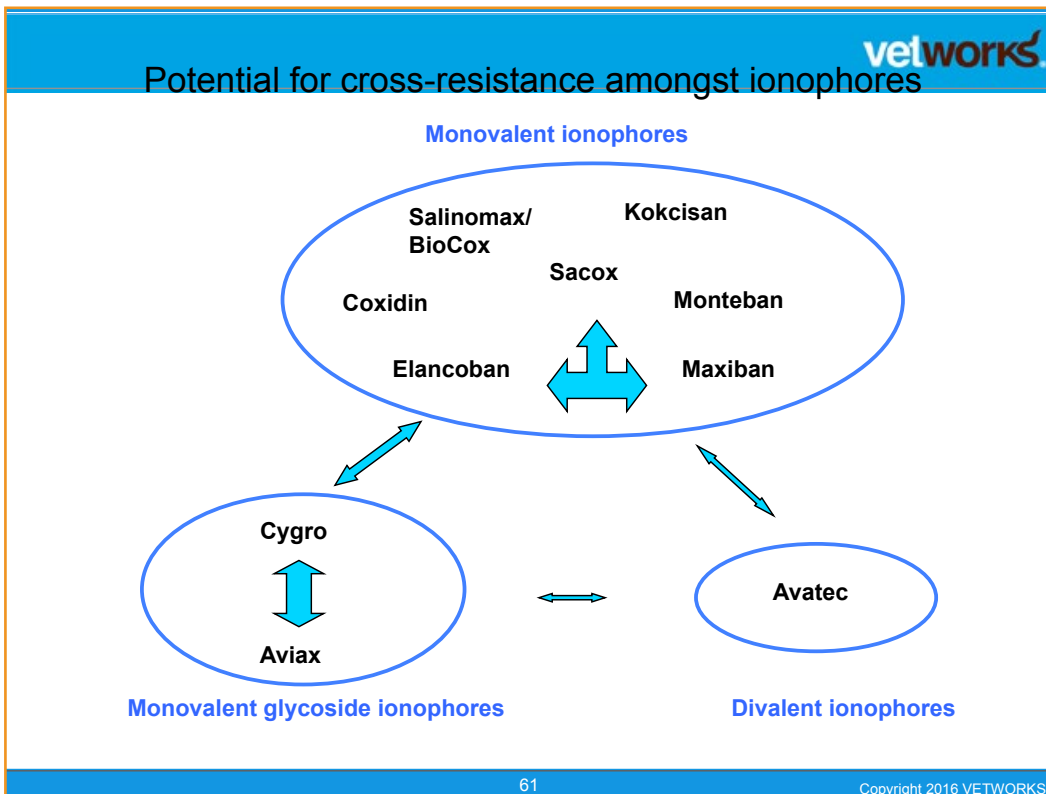 vetworks.
Potential for cross-resistance amongst ionophores
Monovalent ionophores
Salinomax/
BioCox
Kokcisan
Sacox
Coxidin
Monteban
Elancoban
Maxiban
Cygro
Aviax
Avatec
Monovalent glycoside ionophores
Divalent ionophores
61
Copyright 2016 VETWORKS